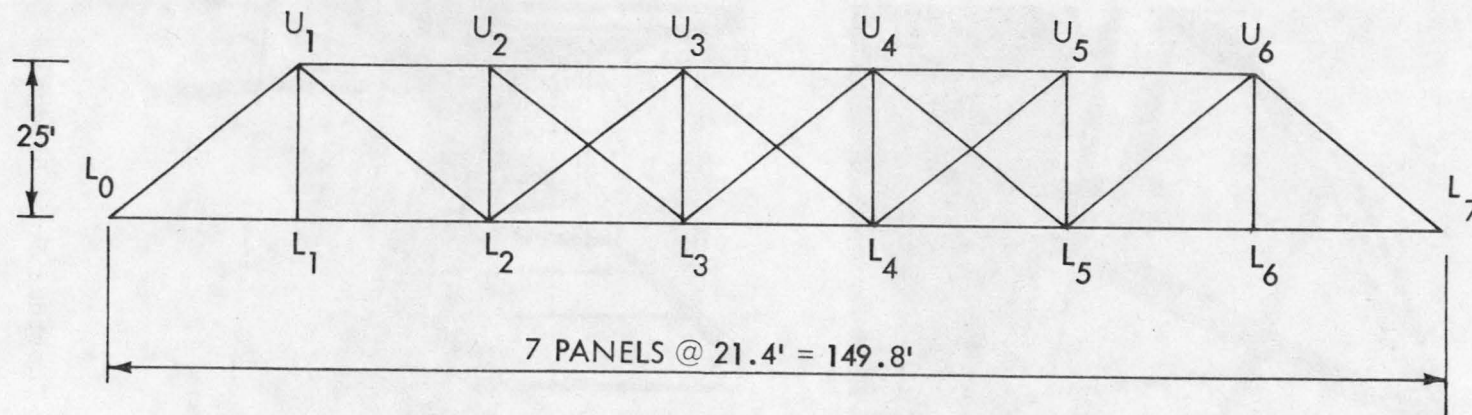 U1 U2 U3 U4 U5 U6
25'
L0
L7
L1 L2 L3 L4 L5 L6
7 PANELS @ 21.4' = 149.8'